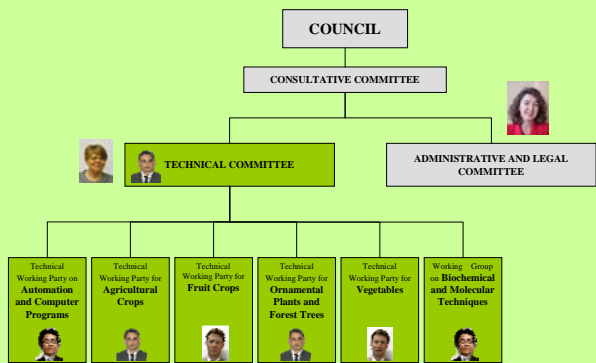 COUNCIL
CONSULTATIVE COMMITTEE
TECHNICAL COMMITTEE
ADMINISTRATIVE AND LEGAL
COMMITTEE
Technical
Working Party on
Automation
and Computer
Programs
Technical
Working Party for
Agricultural
Crops
Technical
Working Party for
Fruit Crops
Technical
Working Party for
Ornamental
Plants and
Forest Trees
Technical
Working Party for
Vegetables
Working Group
on Biochemical
and Molecular
Techniques